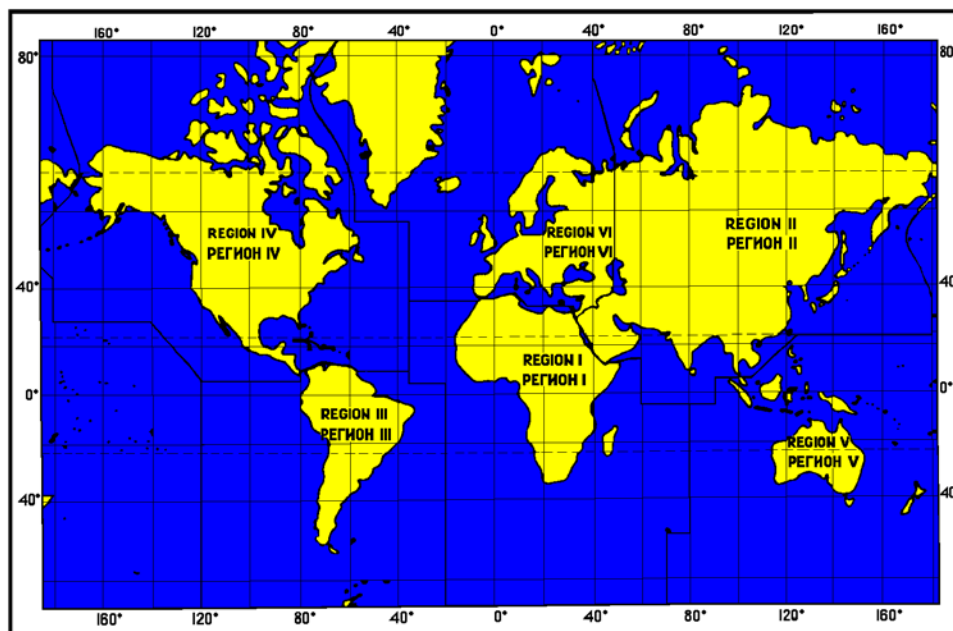 160° 120° 80° 40° 0° 40° 80° 120° 160°
80° 80
REGION IV
РЕГИОН IV
REGION VI
РЕГИОН VI
REGION II
РЕГИОН II
40° 40
REGION I
РЕГИОН I
0° 0°
REGION III
РЕГИОН III
REGION V
РЕГИОН V
40° 40°
160° 120° 80° 40° 0° 40° 80° 120° 160°